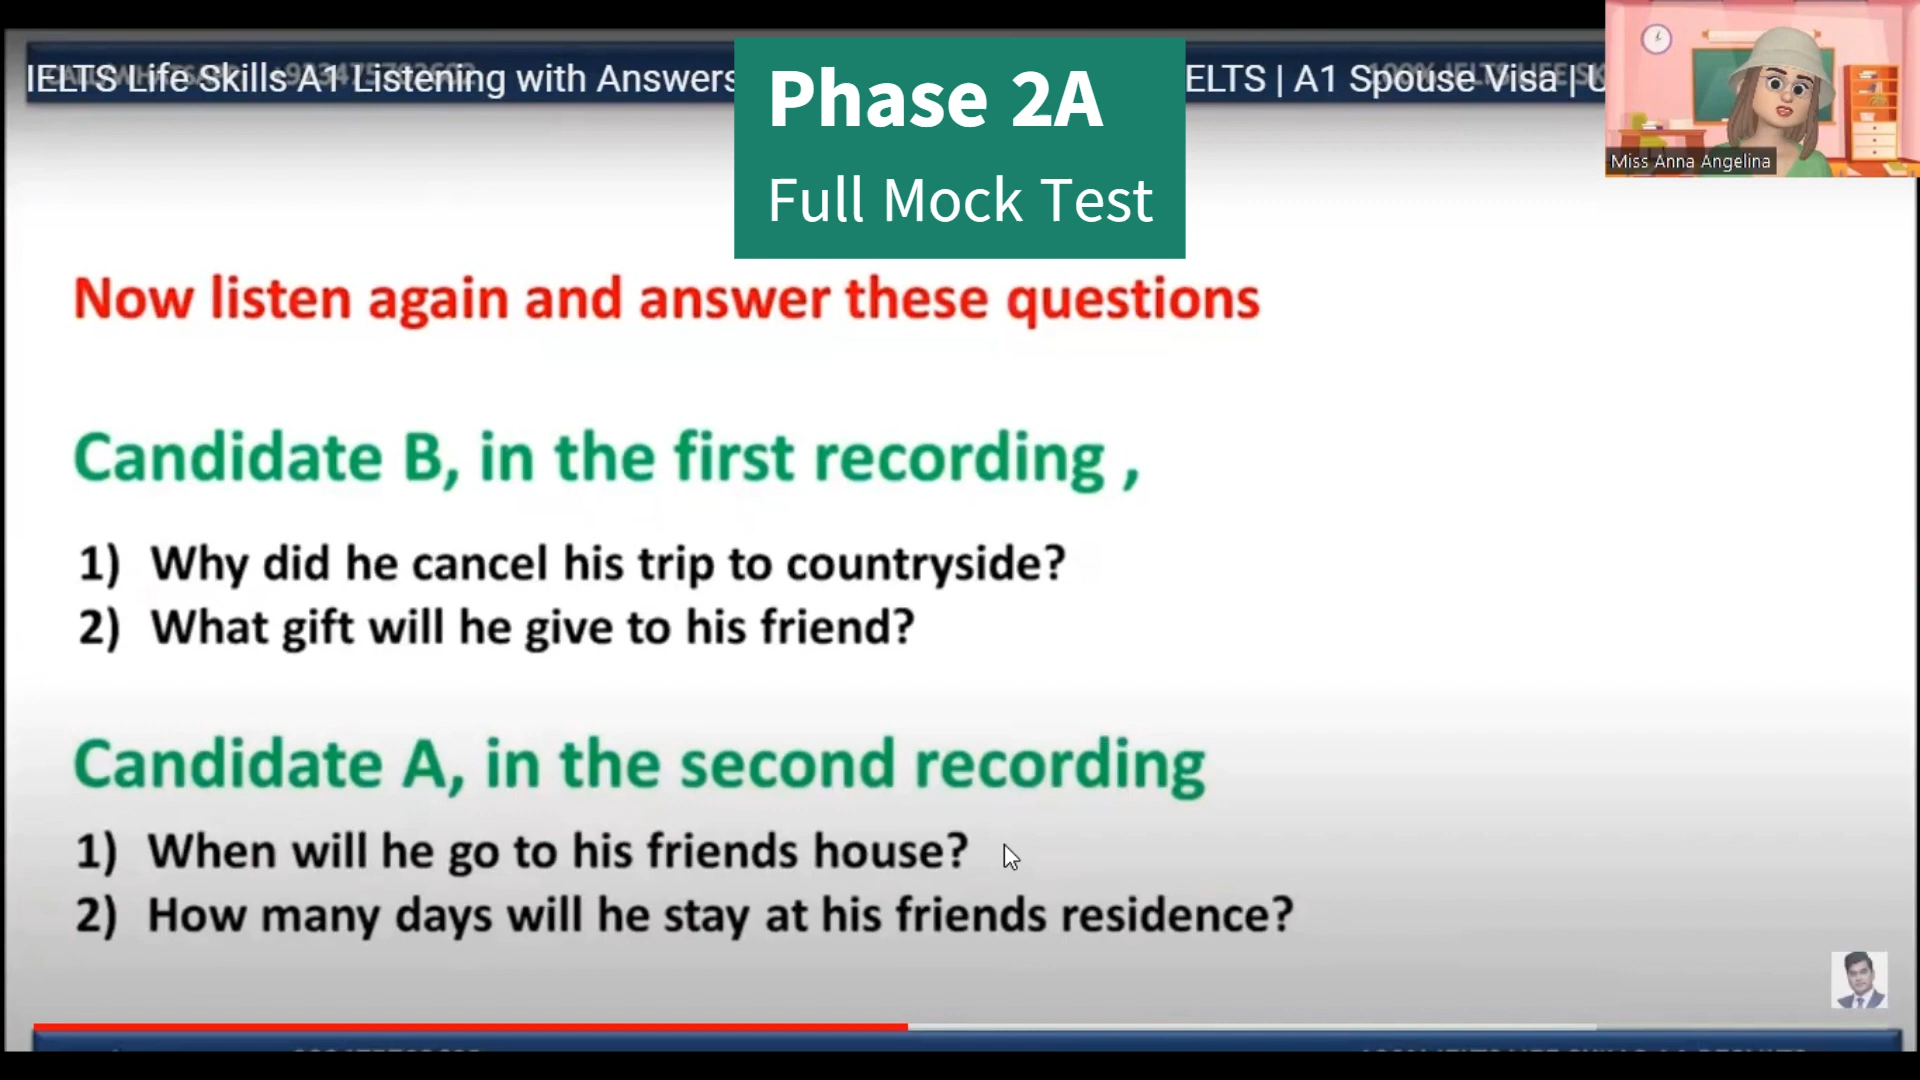 IELTS Life Skills A1 Listening with Answers
ELTS | A1 Spouse Visa | U
Phase 2A
Full Mock Test
Miss Anna Angelina
Now listen again and answer these questions
Candidate B, in the first recording ,
1) Why did he cancel his trip to countryside?
2) What gift will he give to his friend?
Candidate A, in the second recording
1) When will he go to his friends house?
2) How many days will he stay at his friends residence?